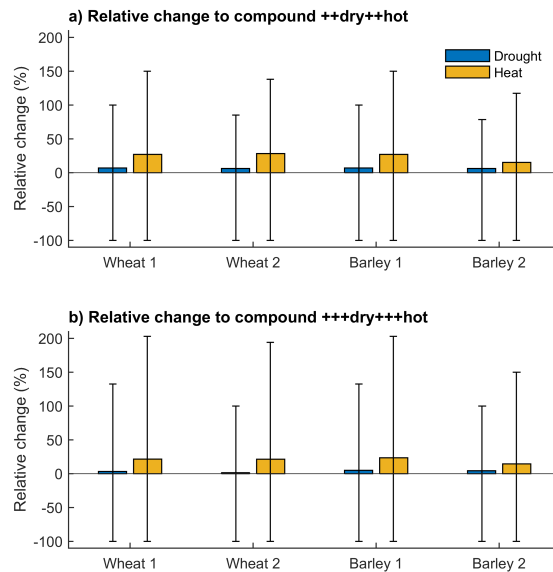 a) Relative change to compound ++dry++hot
200
150
100
50
0
-50
-100
Relative change (%)
Drought
Heat
Wheat 1 Wheat 2 Barley 1 Barley 2
b) Relative change to compound +++dry+++hot
200
150
100
50
0
-50
-100
Relative change (%)
Wheat 1 Wheat 2 Barley 1 Barley 2